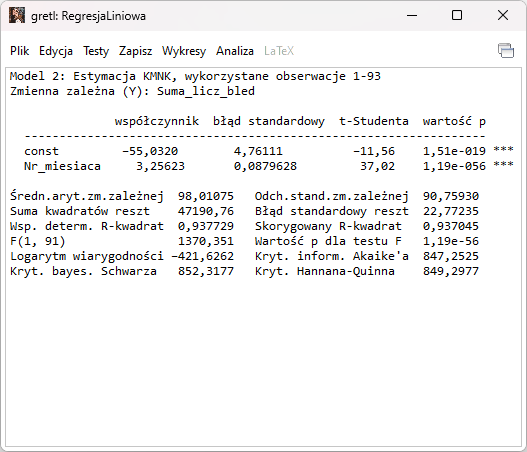 gretl: RegresjaLiniowa
Plik Edycja Testy Zapisz Wykresy Analiza LaTeX
Model 2: Estymacja KMNK, wykorzystane obserwacje 1-93
Zmienna zależna (Y): Suma_licz_bled
współczynnik błąd standardowy t-Studenta wartość p
----------------------------------------------------------------
const −55,0320 4,76111 −11,56 1,51e-019 ***
Nr_miesiaca 3,25623 0,0879628 37,02 1,19e-056 ***
Średn.aryt.zm.zależnej 98,01075 Odch.stand.zm.zależnej 90,75930
Suma kwadratów reszt 47190,76 Błąd standardowy reszt 22,77235
Wsp. determ. R-kwadrat 0,937729 Skorygowany R-kwadrat 0,937045
F(1, 91) 1370,351 Wartość p dla testu F 1,19e-56
Logarytm wiarygodności −421,6262 Kryt. inform. Akaike'a 847,2525
Kryt. bayes. Schwarza 852,3177 Kryt. Hannana-Quinna 849,2977